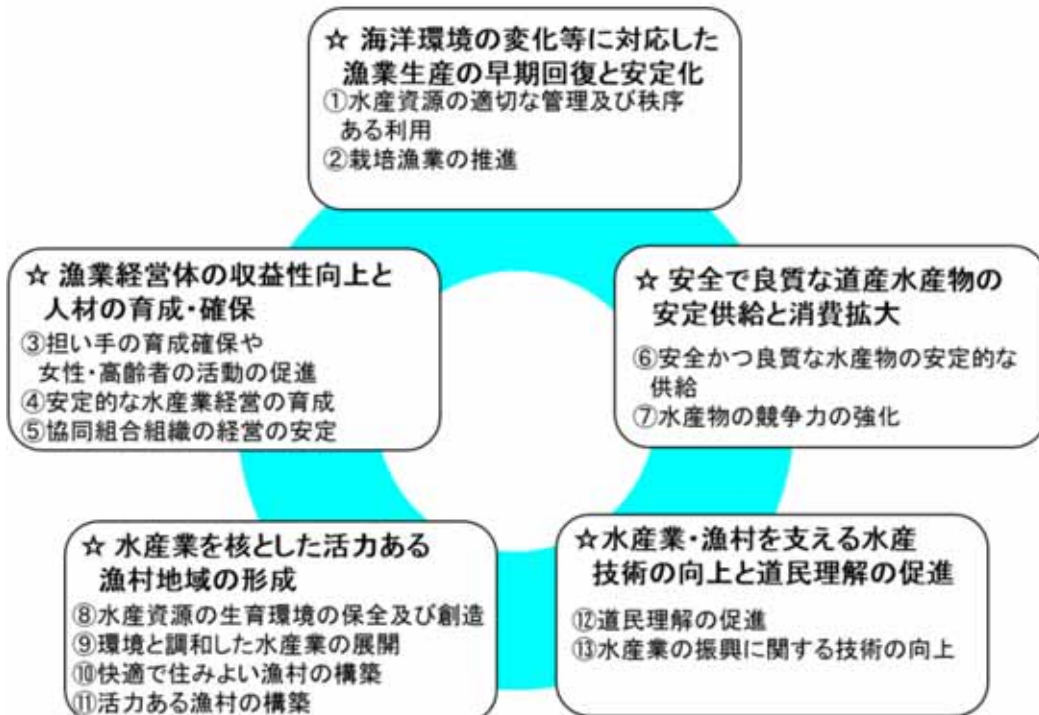 ☆ 海洋環境の変化等に対応した
漁業生産の早期回復と安定化
①水産資源の適切な管理及び秩序
ある利用
②栽培漁業の推進
☆ 漁業経営体の収益性向上と
人材の育成・確保
③担い手の育成確保や
女性・高齢者の活動の促進
④安定的な水産業経営の育成
⑤協同組合組織の経営の安定
☆ 安全で良質な道産水産物の
安定供給と消費拡大
⑥安全かつ良質な水産物の安定的な
供給
⑦水産物の競争力の強化
☆ 水産業を核とした活力ある
漁村地域の形成
⑧水産資源の生育環境の保全及び創造
⑨環境と調和した水産業の展開
⑩快適で住みよい漁村の構築
⑪活力ある漁村の構築
☆水産業・漁村を支える水産
技術の向上と道民理解の促進
⑫道民理解の促進
⑬水産業の振興に関する技術の向上